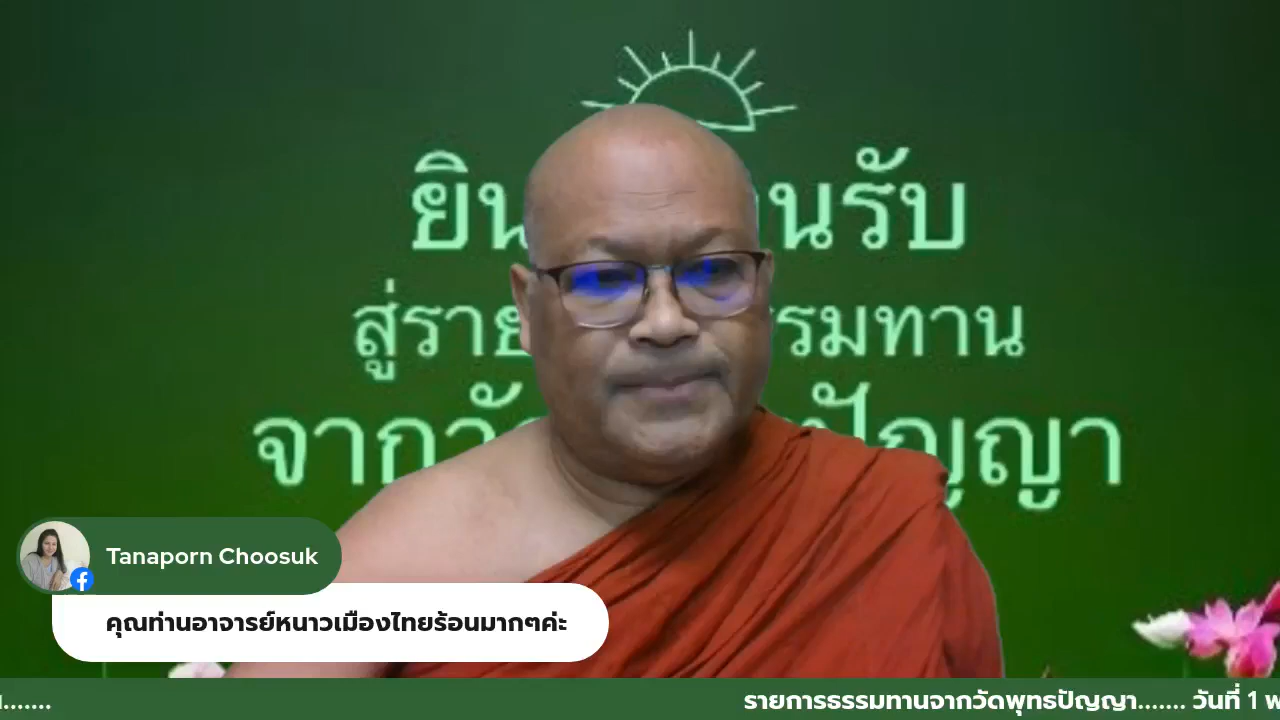 ยิน นรับ
สู่ราย รรมทาน
จากวั ปัญญา
Tanaporn Choosuk
คุณท่านอาจารย์หนาวเมืองไทยร้อนมากๆค่ะ
....... รายการธรรมทานจากวัดพุทธปัญญา....... วันที่ 1 พ